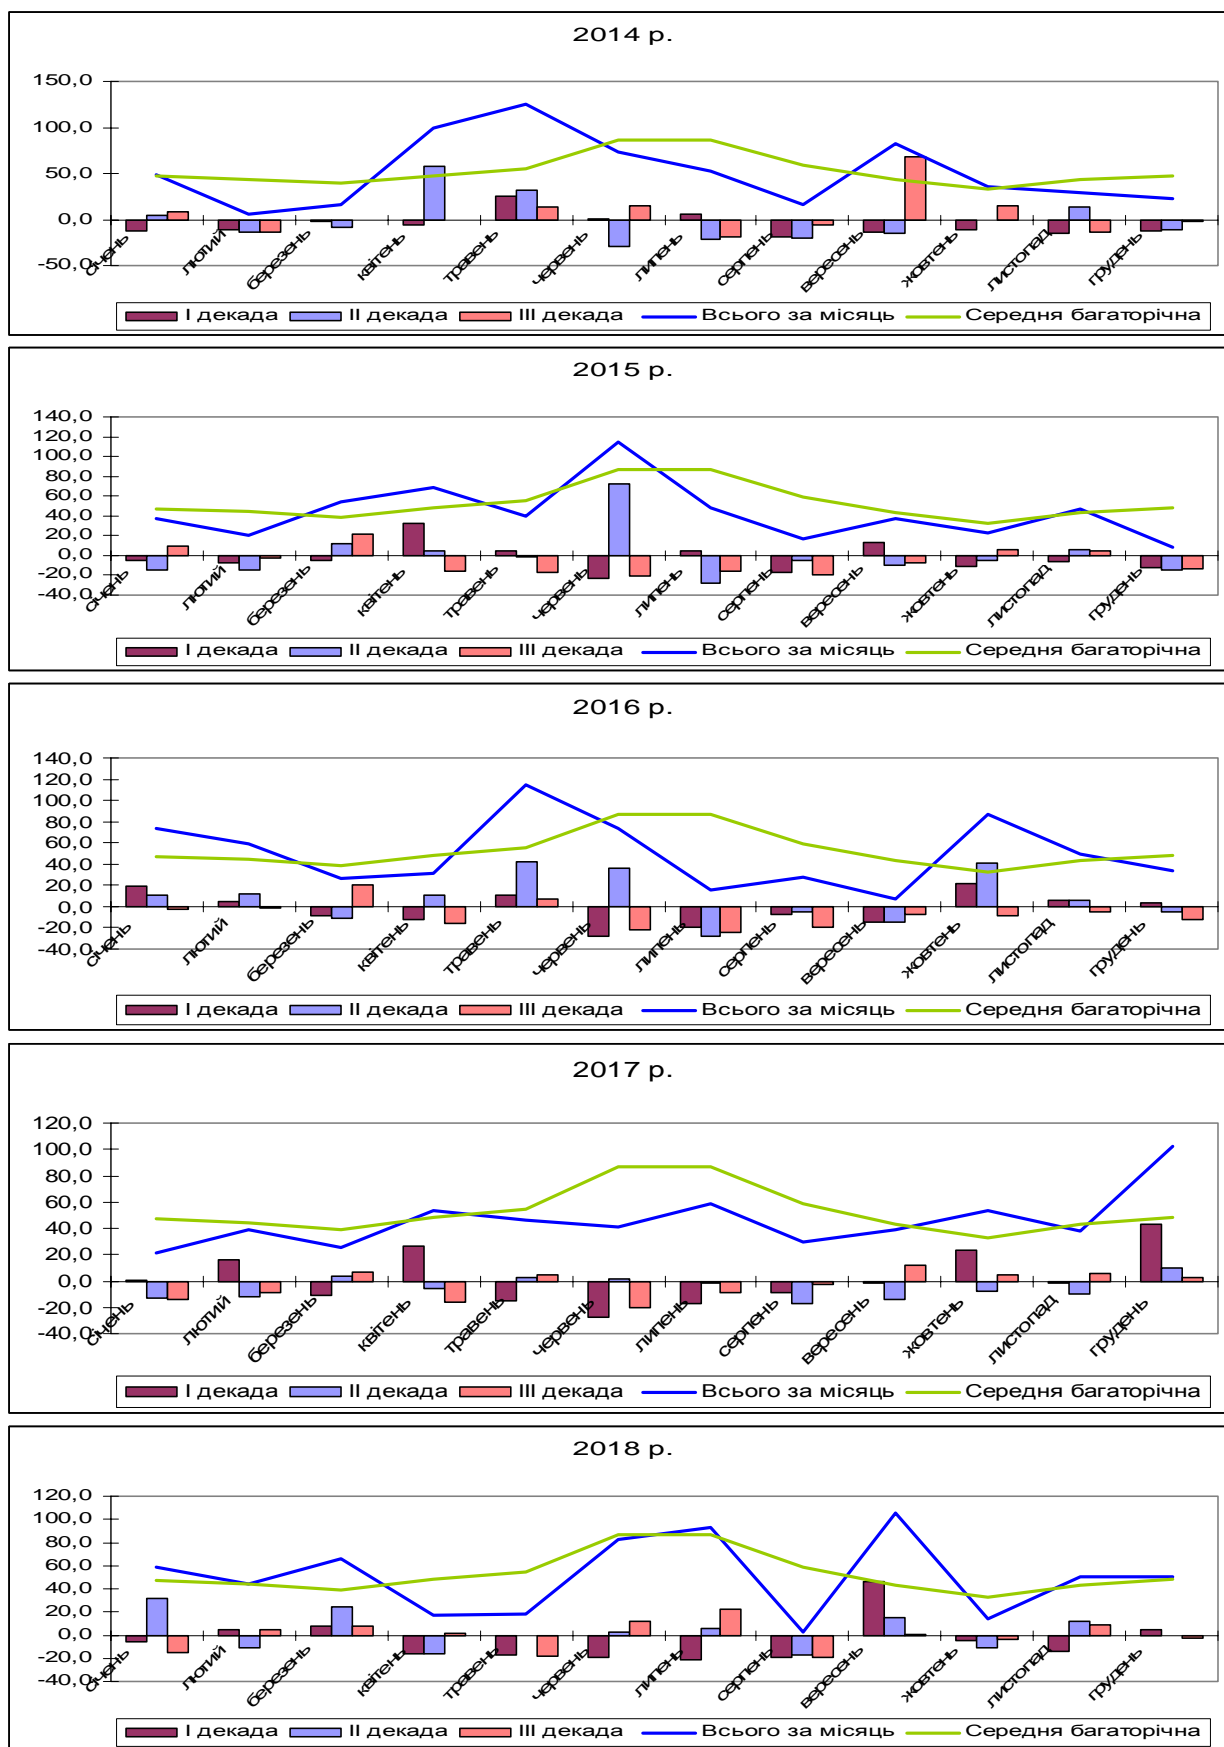 2014 р.
150,0
100,0
50,0
0,0
-50,0
січень лютий березень квітень травень червень липень серпень вересень жовтень листопад грудень
І декада ІІ декада ІІІ декада Всього за місяць Середня багаторічна
2015 р.
140,0
120,0
100,0
80,0
60,0
40,0
20,0
0,0
-20,0
-40,0
січень лютий березень квітень травень червень липень серпень вересень жовтень листопад грудень
І декада ІІ декада ІІІ декада Всього за місяць Середня багаторічна
2016 р.
140,0
120,0
100,0
80,0
60,0
40,0
20,0
0,0
-20,0
-40,0
січень лютий березень квітень травень червень липень серпень вересень жовтень листопад грудень
І декада ІІ декада ІІІ декада Всього за місяць Середня багаторічна
2017 р.
120,0
100,0
80,0
60,0
40,0
20,0
0,0
-20,0
-40,0
січень лютий березень квітень травень червень липень серпень вересень жовтень листопад грудень
І декада ІІ декада ІІІ декада Всього за місяць Середня багаторічна
2018 р.
120,0
100,0
80,0
60,0
40,0
20,0
0,0
-20,0
-40,0
січень лютий березень квітень травень червень липень серпень вересень жовтень листопад грудень
І декада ІІ декада ІІІ декада Всього за місяць Середня багаторічна